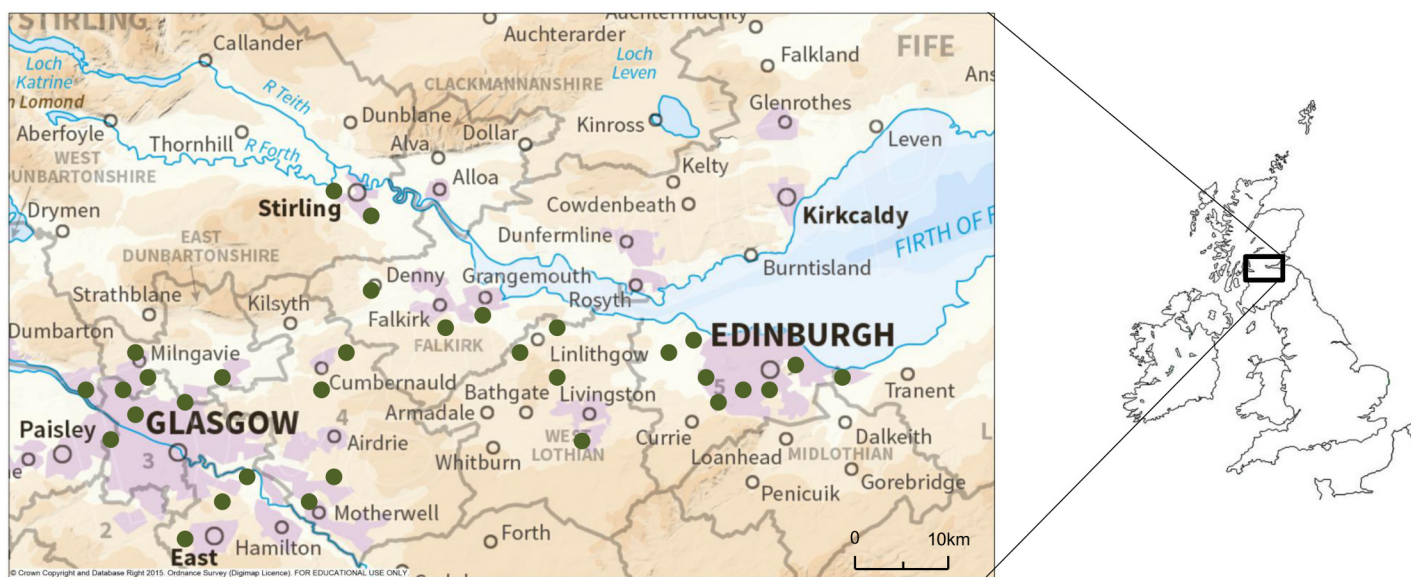 STIRLING
Auchtermuchty
Callander
Auchterarder
Falkland
FIFE
Loch
Katrine
Loch
Leven
Ans
n Lomond
R Teith
CLACKMANNANSHIRE
Glenrothes
Aberfoyle
Dunblane
Kinross
Leven
Thornhill
R Forth
Alva
Dollar
WEST
DUNBARTONSHIRE
Kelty
Alloa
Drymen
Stirling
Cowdenbeath
Kirkcaldy
EAST
DUNBARTONSHIRE
Dunfermline
FIRTH OF F
Denny
Grangemouth
Burntisland
Strathblane
Kilsyth
Rosyth
Dumbarton
Falkirk
FALKIRK
EDINBURGH
Milngavie
Linlithgow
Cumbernauld
Bathgate
Livingston
5
Tranent
GLASGOW
4
Armadale
Paisley
Airdrie
WEST
LOTHIAN
Currie
Dalkeith
ne
3
Whitburn
Loanhead
MIDLOTHIAN
L
Penicuik
Gorebridge
2
Motherwell
East
Hamilton
Forth
0
10km
© Crown Copyright and Database Right 2015. Ordnance Survey (Digimap Licence). FOR EDUCATIONAL USE ONLY.